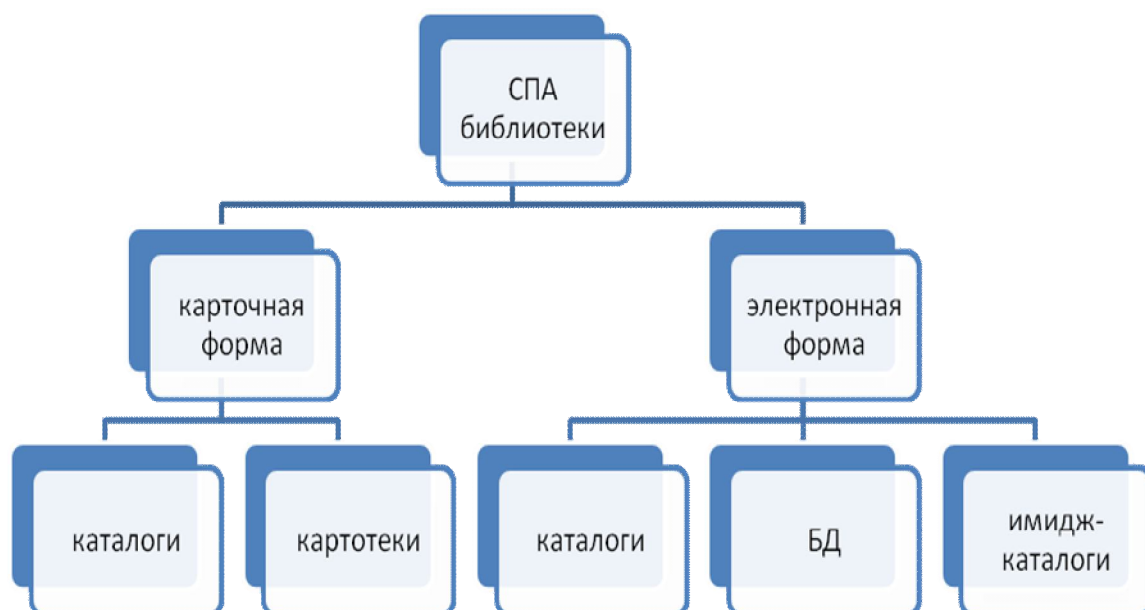 СПА
библиотеки
карточная
форма
электронная
форма
каталоги
картотеки
каталоги
БД
имидж-
каталоги